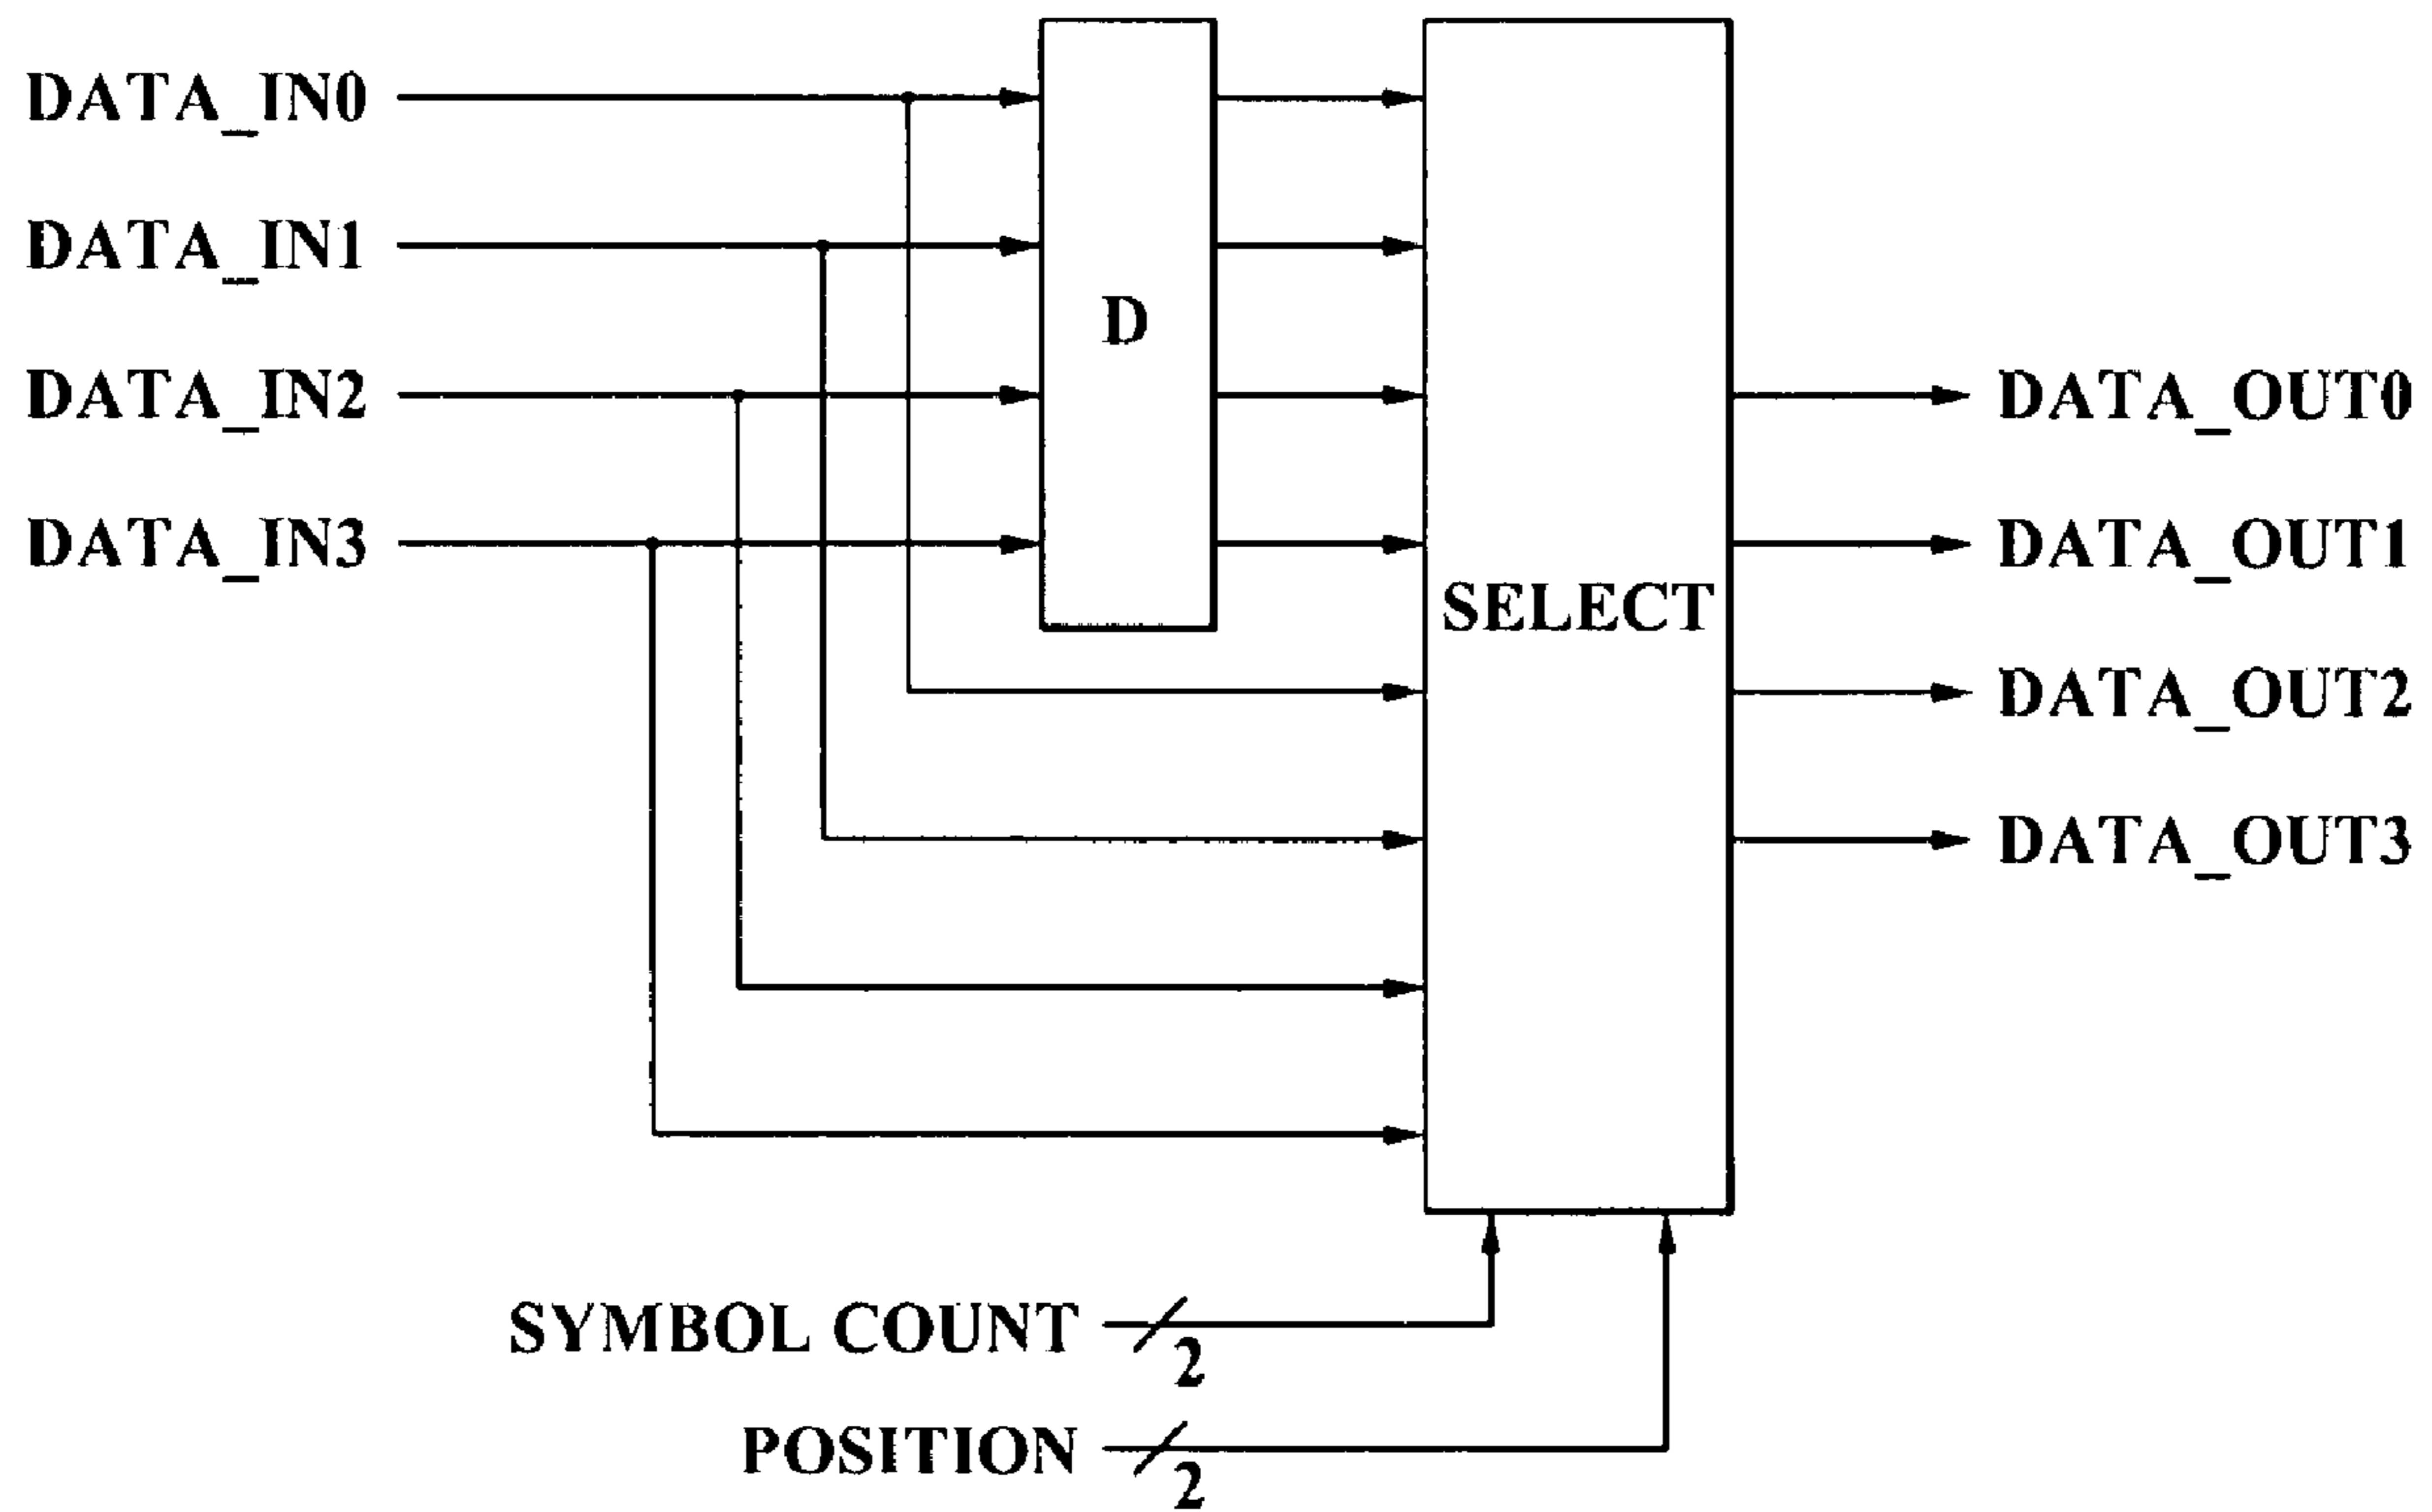 DATA_IN0
DATA_IN1
DATA_IN2
DATA_IN3
D
SELECT
DATA_OUT0
DATA_OUT1
DATA_OUT2
DATA_OUT3
SYMBOL COUNT
2
POSITION
2